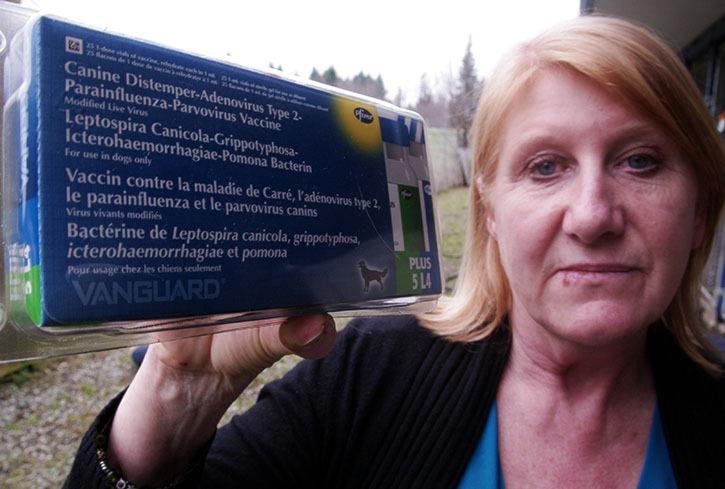 Canine Distemper-Adenovirus Type 2-
Parainfluenza-Parvovirus Vaccine
Modified Live Virus
Leptospira Canicola-Grippotyphosa-
Icterohaemorrhagiae-Pomona Bacterin
For use in dogs only
Vaccin contre la maladie de Carré, l'adénovirus type 2,
le parainfluenza et le parvovirus canins
Virus vivants modifiés
Bactérine de Leptospira canicola, grippotyphosa,
icterohaemorrhagiae et pomona
Pour usage chez les chiens seulement
VANGUARD®
Pfizer
PLUS
5 L4